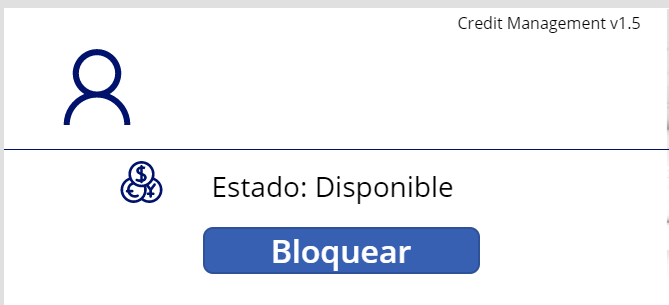 Credit Management v1.5
$
€ ¥
Estado: Disponible
Bloquear